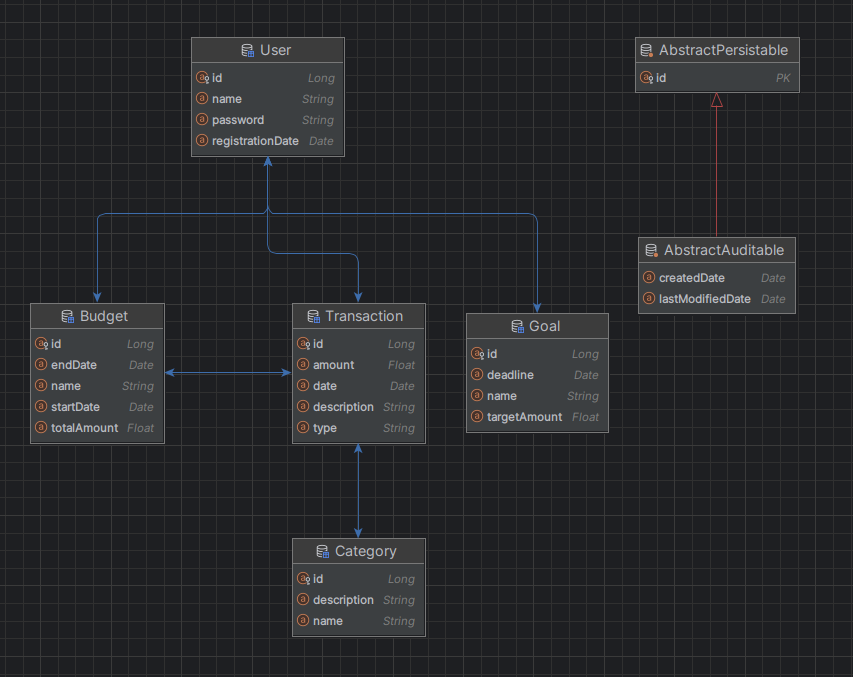 User
id Long
name String
password String
registrationDate Date
AbstractPersistable
id PK
AbstractAuditable
createdDate Date
lastModifiedDate Date
Budget
id Long
endDate Date
name String
startDate Date
totalAmount Float
Transaction
id Long
amount Float
date Date
description String
type String
Goal
id Long
deadline Date
name String
targetAmount Float
Category
id Long
description String
name String